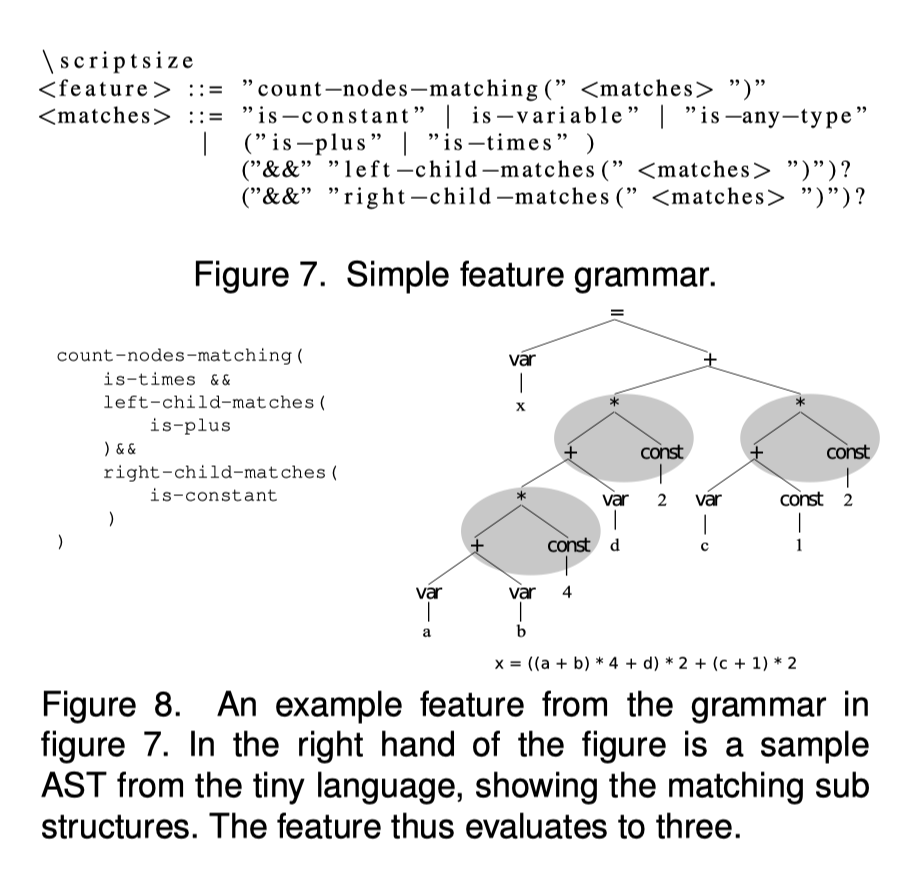 \scriptsize
<feature> ::= ”count−nodes−matching(” <matches> ”)”
<matches> ::= ”is−constant” | is−variable” | ”is−any−type”
| (”is−plus” | ”is−times” )
(”&&” ”left−child−matches(” <matches> ”)”)?
(”&&” ”right−child−matches(” <matches> ”)”)?
Figure 7. Simple feature grammar.
count-nodes-matching(
is-times &&
left-child-matches(
is-plus
)&&
right-child-matches(
is-constant
)
)
=
var +
x * *
+ const + const
* var 2 var const 2
+ const d c 1
var var 4
a b
x = ((a + b) * 4 + d) * 2 + (c + 1) * 2
Figure 8. An example feature from the grammar in
figure 7. In the right hand of the figure is a sample
AST from the tiny language, showing the matching sub
structures. The feature thus evaluates to three.